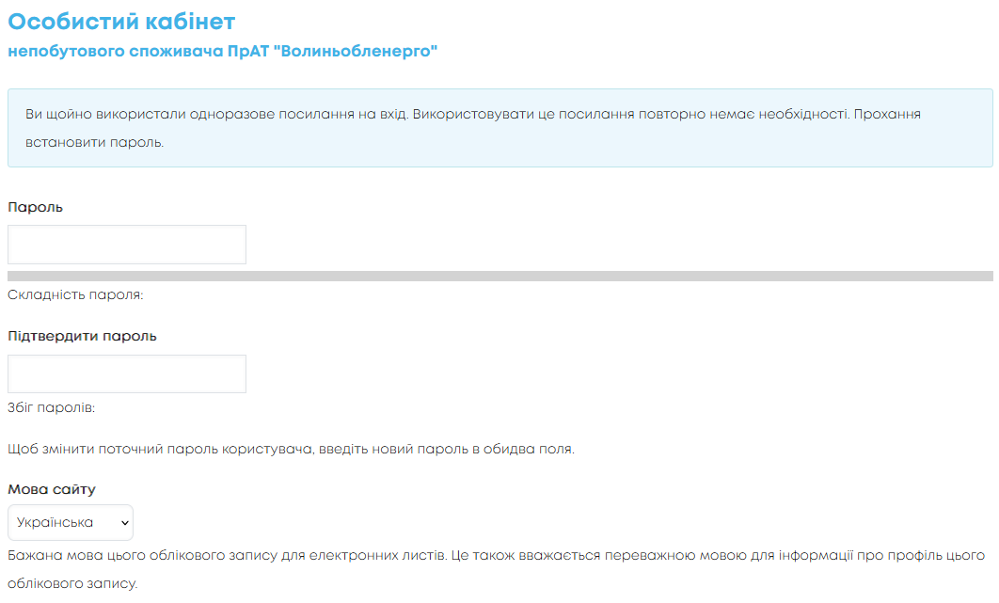 Особистий кабінет
непобутового споживача ПрАТ "Волиньобленерго"
Ви щойно використали одноразове посилання на вхід. Використовувати це посилання повторно немає необхідності. Прохання
встановити пароль.
Пароль
Складність пароля:
Підтвердити пароль
Збіг паролів:
Щоб змінити поточний пароль користувача, введіть новий пароль в обидва поля.
Мова сайту
Українська
Бажана мова цього облікового запису для електронних листів. Це також вважається переважною мовою для інформації про профіль цього
облікового запису.